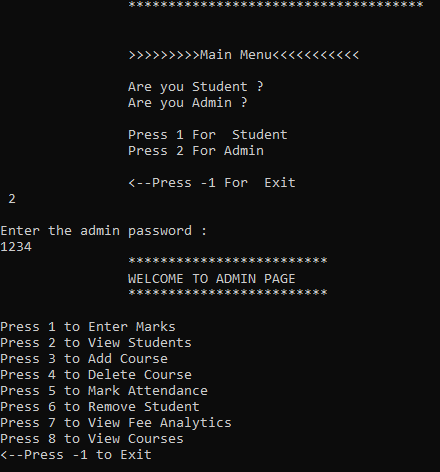 *************************************
>>>>>>>>>Main Menu<<<<<<<<<<<
Are you Student ?
Are you Admin ?
Press 1 For  Student
Press 2 For Admin
<--Press -1 For  Exit
2
Enter the admin password :
1234
*************************
WELCOME TO ADMIN PAGE
*************************
Press 1 to Enter Marks
Press 2 to View Students
Press 3 to Add Course
Press 4 to Delete Course
Press 5 to Mark Attendance
Press 6 to Remove Student
Press 7 to View Fee Analytics
Press 8 to View Courses
<--Press -1 to Exit